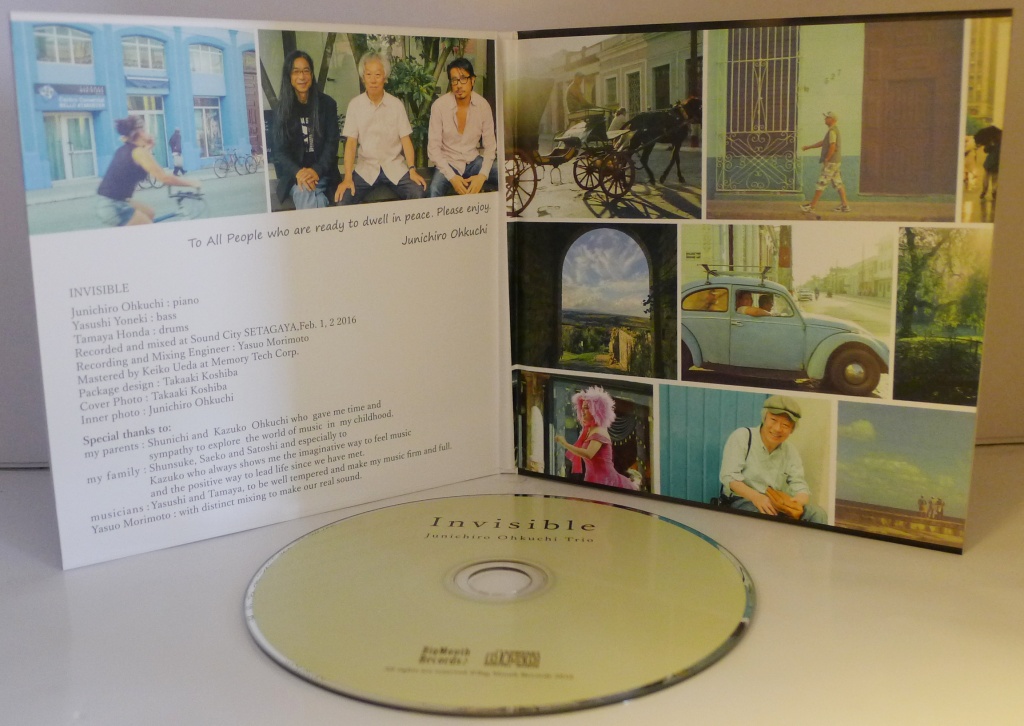 To All People who are ready to dwell in peace. Please enjoy
Junichiro Ohkuchi
INVISIBLE
Junichiro Ohkuchi : piano
Yasushi Yoneki : bass
Tamaya Honda : drums
Recorded and mixed at Sound City SETAGAYA,Feb. 1, 2 2016
Recording and Mixing Engineer : Yasuo Morimoto
Mastered by Keiko Ueda at Memory Tech Corp.
Package design : Takaaki Koshiba
Cover Photo : Takaaki Koshiba
Inner photo : Junichiro Ohkuchi
Special thanks to:
my parents : Shunichi and Kazuko Ohkuchi who gave me time and
sympathy to explore the world of music in my childhood.
my family : Shunsuke, Saeko and Satoshi and especially to
Kazuko who always shows me the imaginative way to feel music
and the positive way to lead life since we have met.
musicians : Yasushi and Tamaya, to be well tempered and make my music firm and full.
Yasuo Morimoto : with distinct mixing to make our real sound.
Invisible
Junichiro Ohkuchi Trio
BigMouth
Records